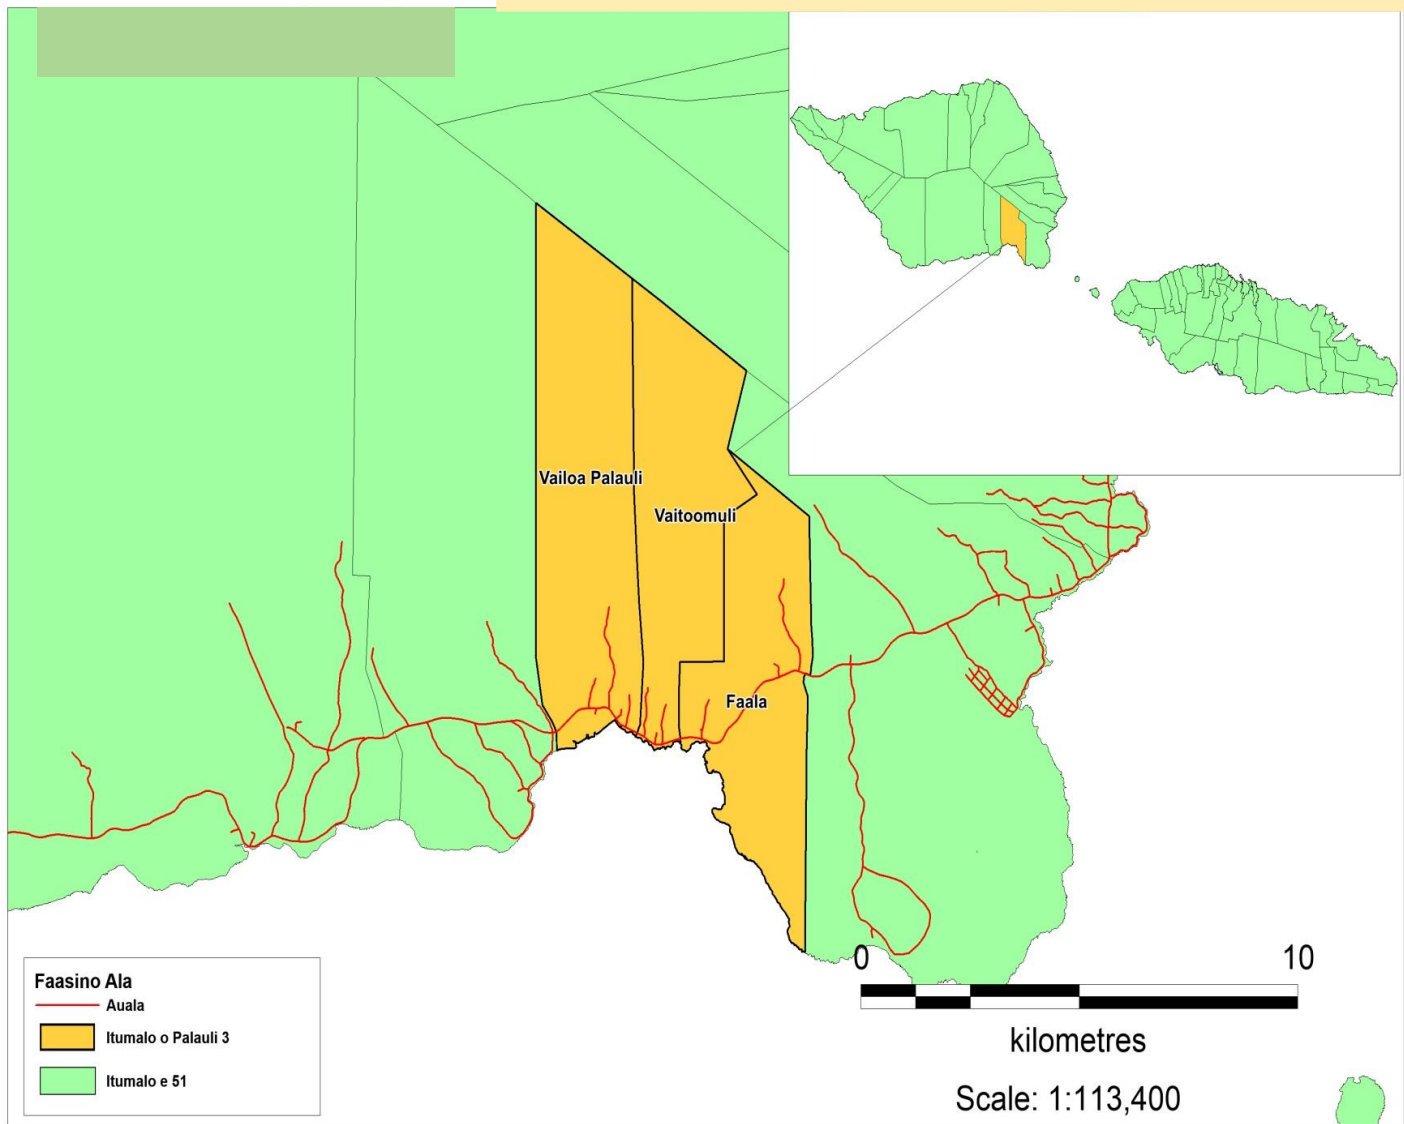 Vailoa Palauli
Vaitoomuli
Faala
Faasino Ala
Auala
Itumalo o Palauli 3
Itumalo e 51
0 10
kilometres
Scale: 1:113,400